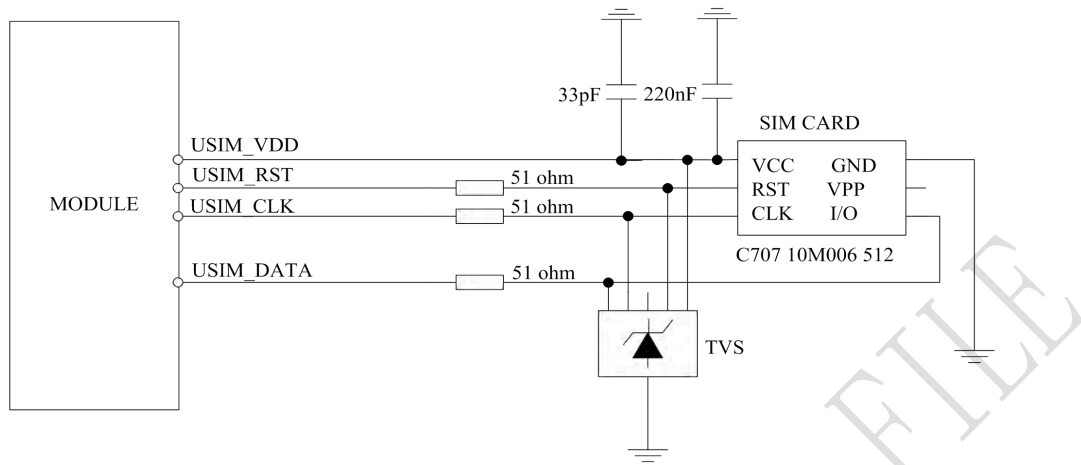 33pF
220nF
SIM CARD
USIM_VDD
VCC GND
USIM_RST
51 ohm
RST VPP
MODULE
USIM_CLK
51 ohm
CLK I/O
C707 10M006 512
USIM_DATA
51 ohm
TVS
FILE